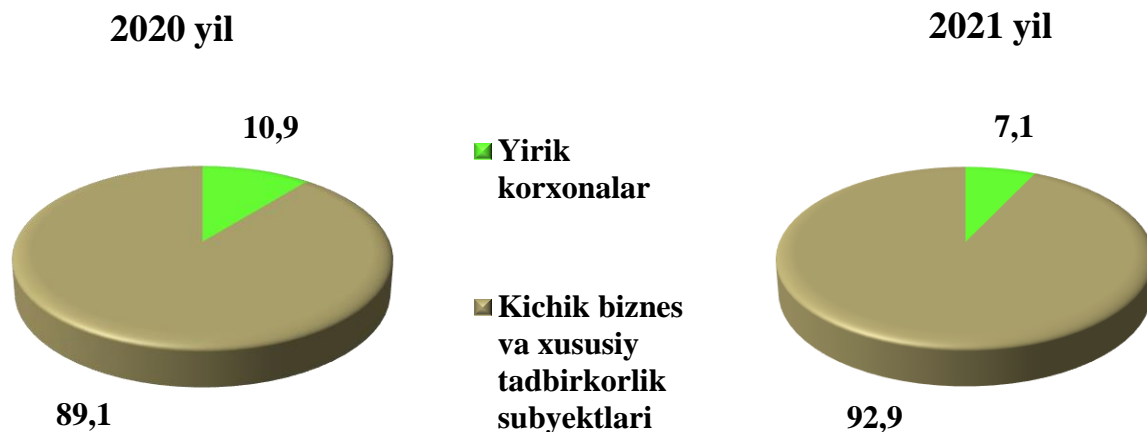 2020 yil
10,9
89,1
Yirik
korxonalar
Kichik biznes
va xususiy
tadbirkorlik
subyektlari
2021 yil
7,1
92,9